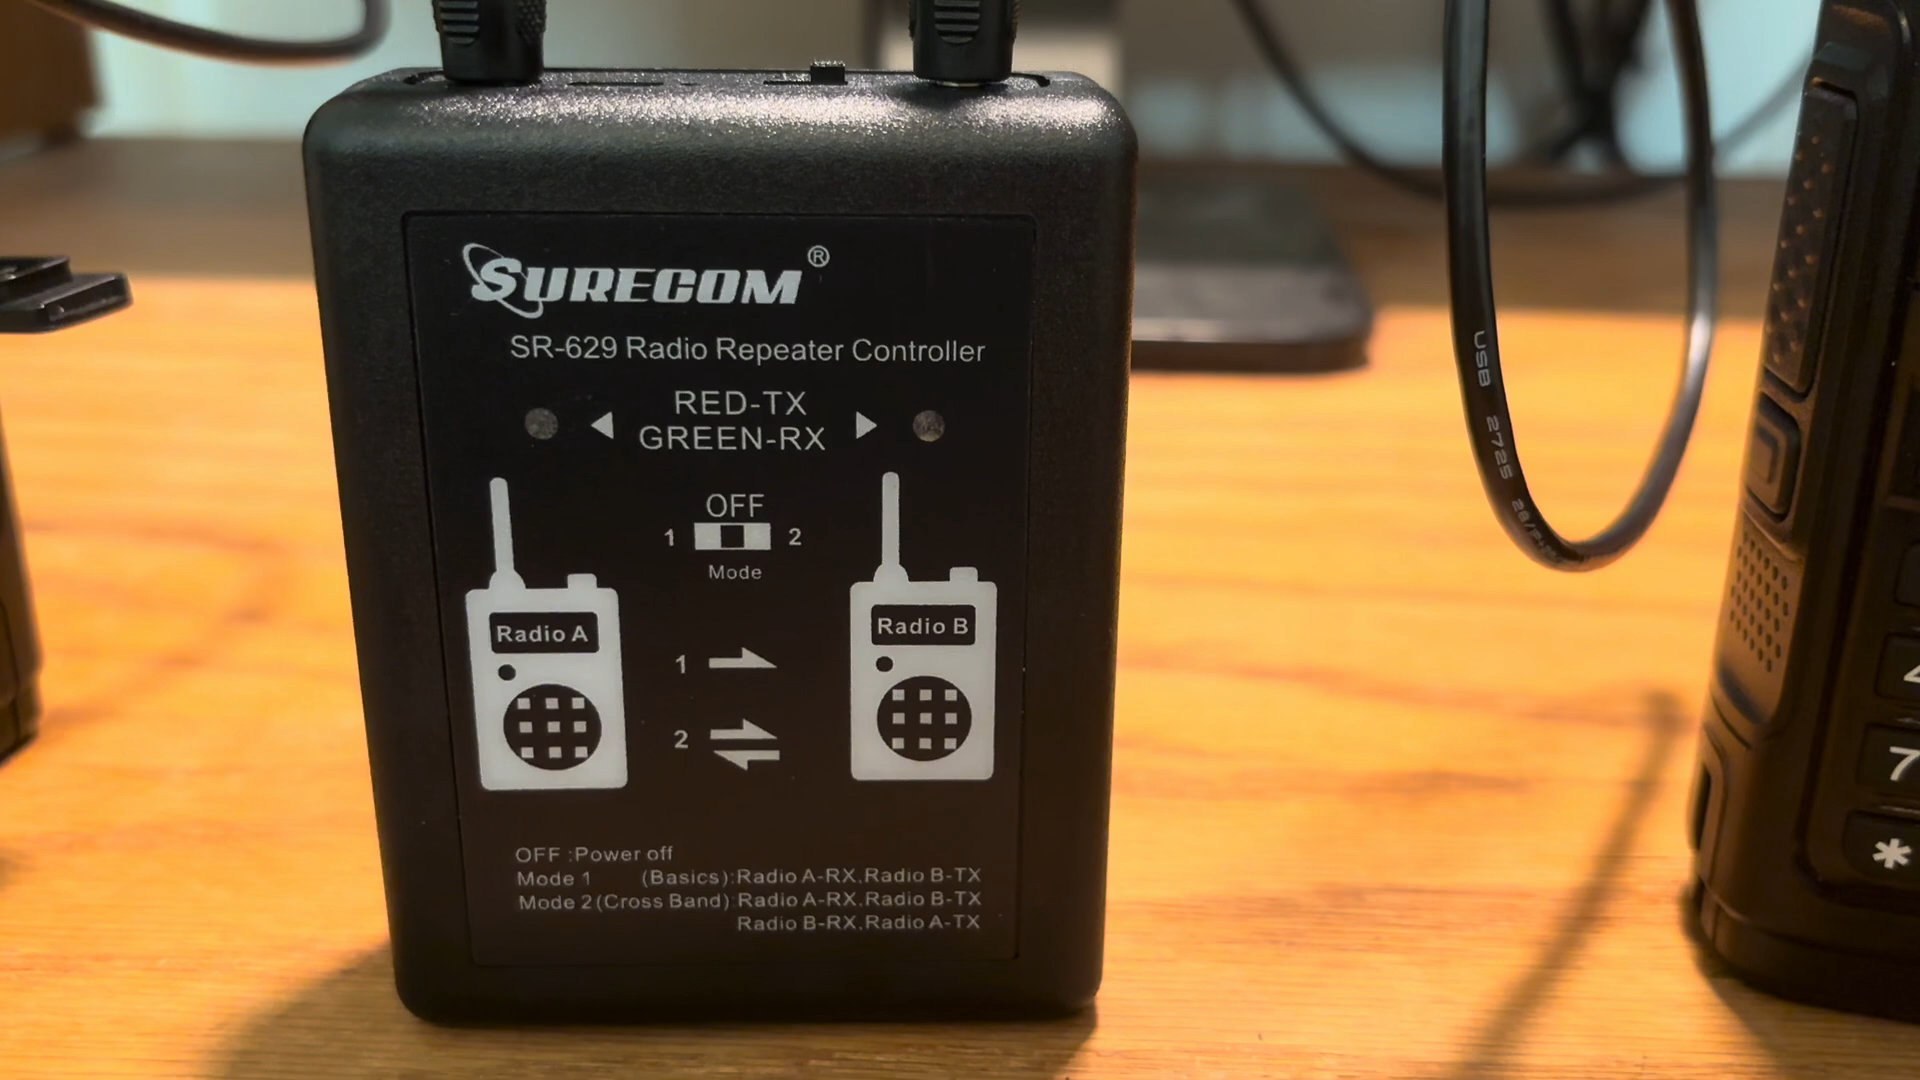 SURECOM®
SR-629 Radio Repeater Controller
RED-TX
GREEN-RX
OFF
1 2
Mode
Radio A
Radio B
1
2
OFF :Power off
Mode 1 (Basics):Radio A-RX,Radio B-TX
Mode 2(Cross Band):Radio A-RX,Radio B-TX
Radio B-RX,Radio A-TX
USB 2725
4
7
*